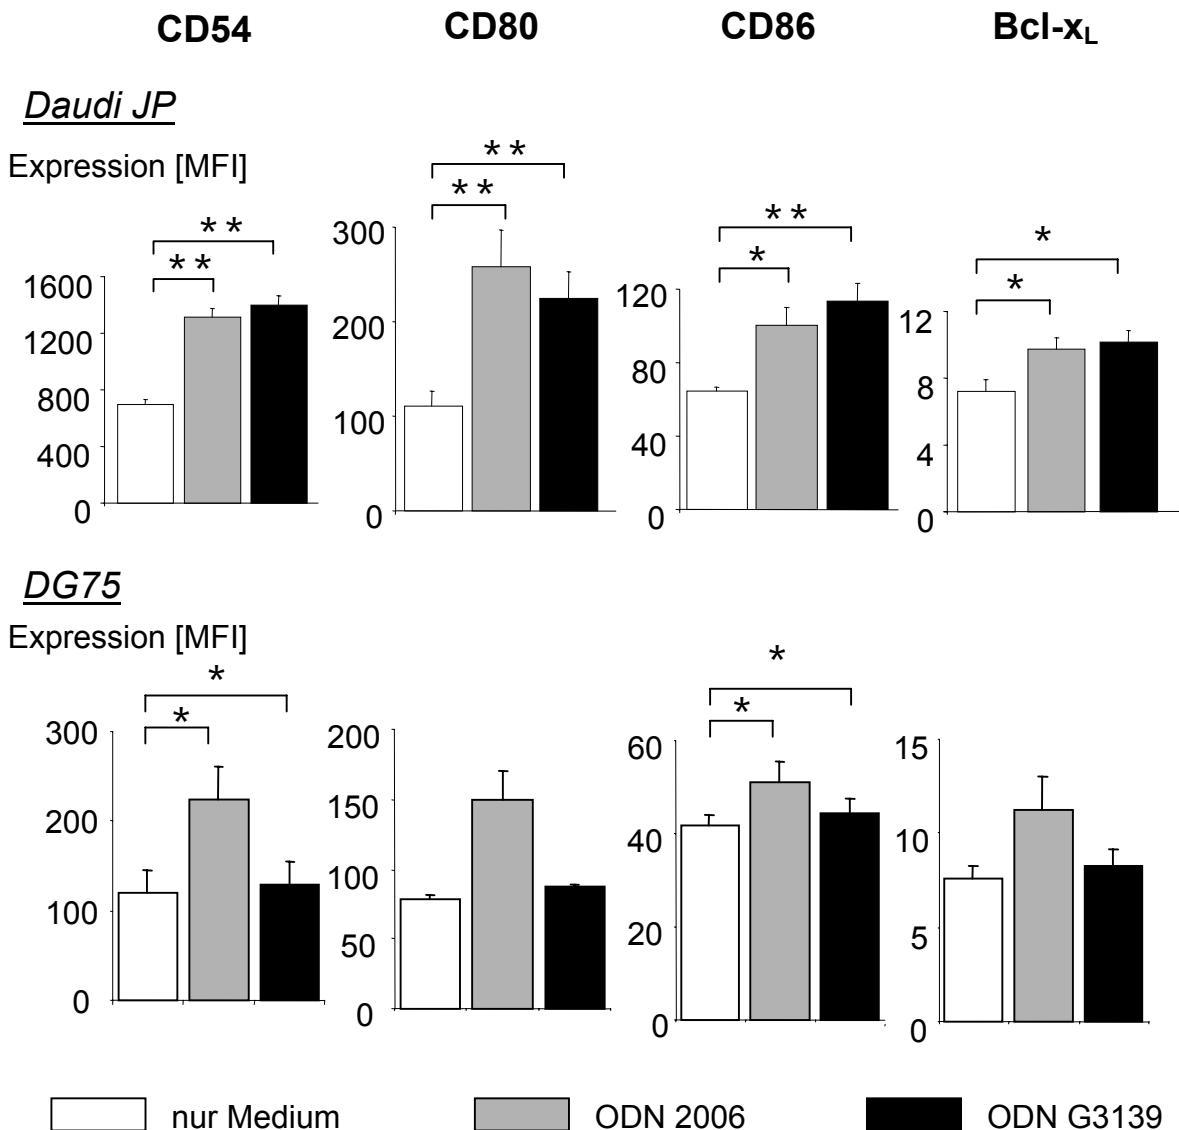 CD54 CD80 CD86 Bcl-xL
Daudi JP
Expression [MFI]
** ** ** *
** ** * *
1600 1200 800 400 0
300 200 100 0
120 80 40 0
12 8 4 0
DG75
Expression [MFI]
* *
* *
300 200 100 0
200 150 100 50 0
60 40 20 0
15 10 5 0
nur Medium ODN 2006 ODN G3139